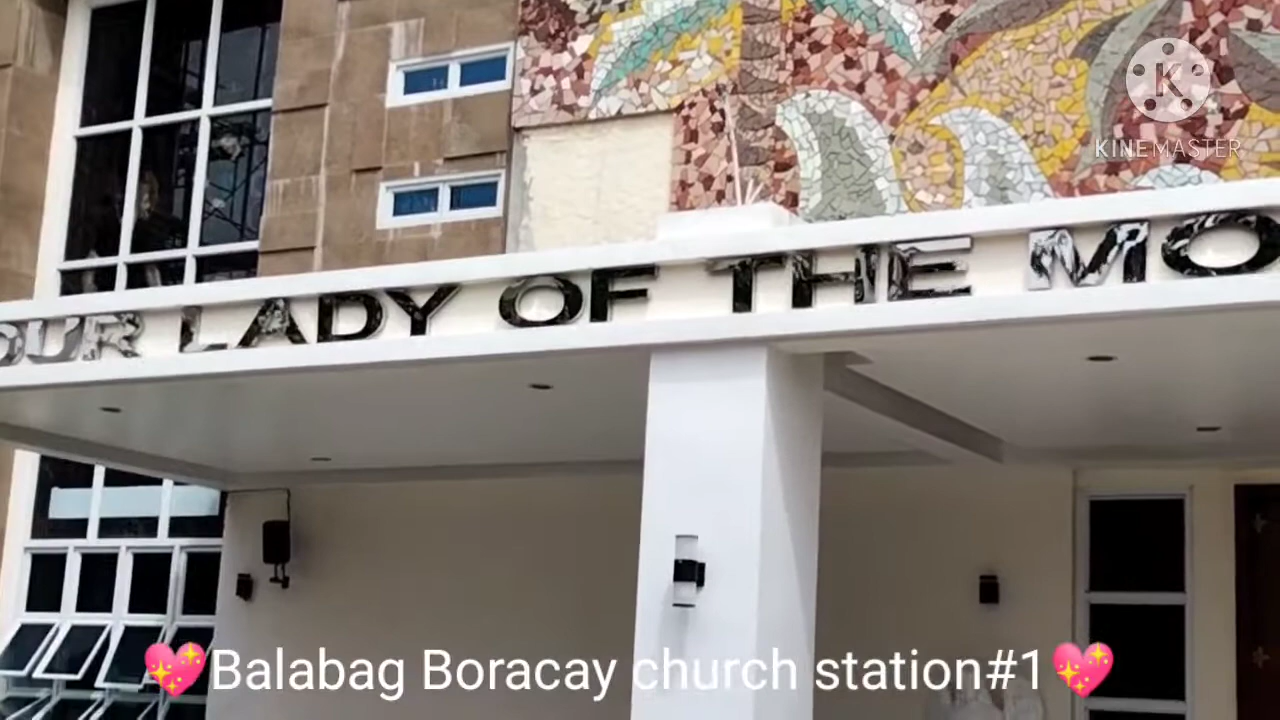 K
KINEMASTER
OUR LADY OF THE MO
💖Balabag Boracay church station#1💖